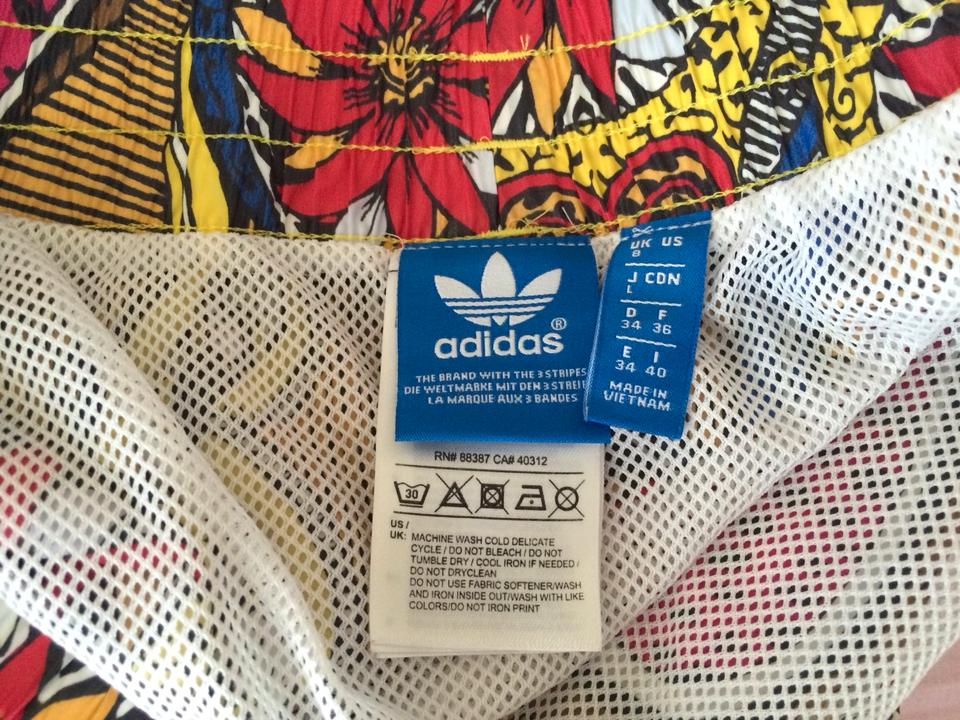 adidas®
THE BRAND WITH THE 3 STRIPES
DIE WELTMARKE MIT DEN 3
LA MARQUE AUX 3 BANDES
UK US
8
J CDN
L
D F
34 36
E I
34 40
MADE IN
VIETNAM
RN# 88387 CA# 40312
30
US /
UK: MACHINE WASH COLD DELICATE
CYCLE / DO NOT BLEACH / DO NOT
TUMBLE DRY / COOL IRON IF NEEDED /
DO NOT DRYCLEAN
DO NOT USE FABRIC SOFTENER/WASH
AND IRON INSIDE OUT/WASH WITH LIKE
COLORS/DO NOT IRON PRINT